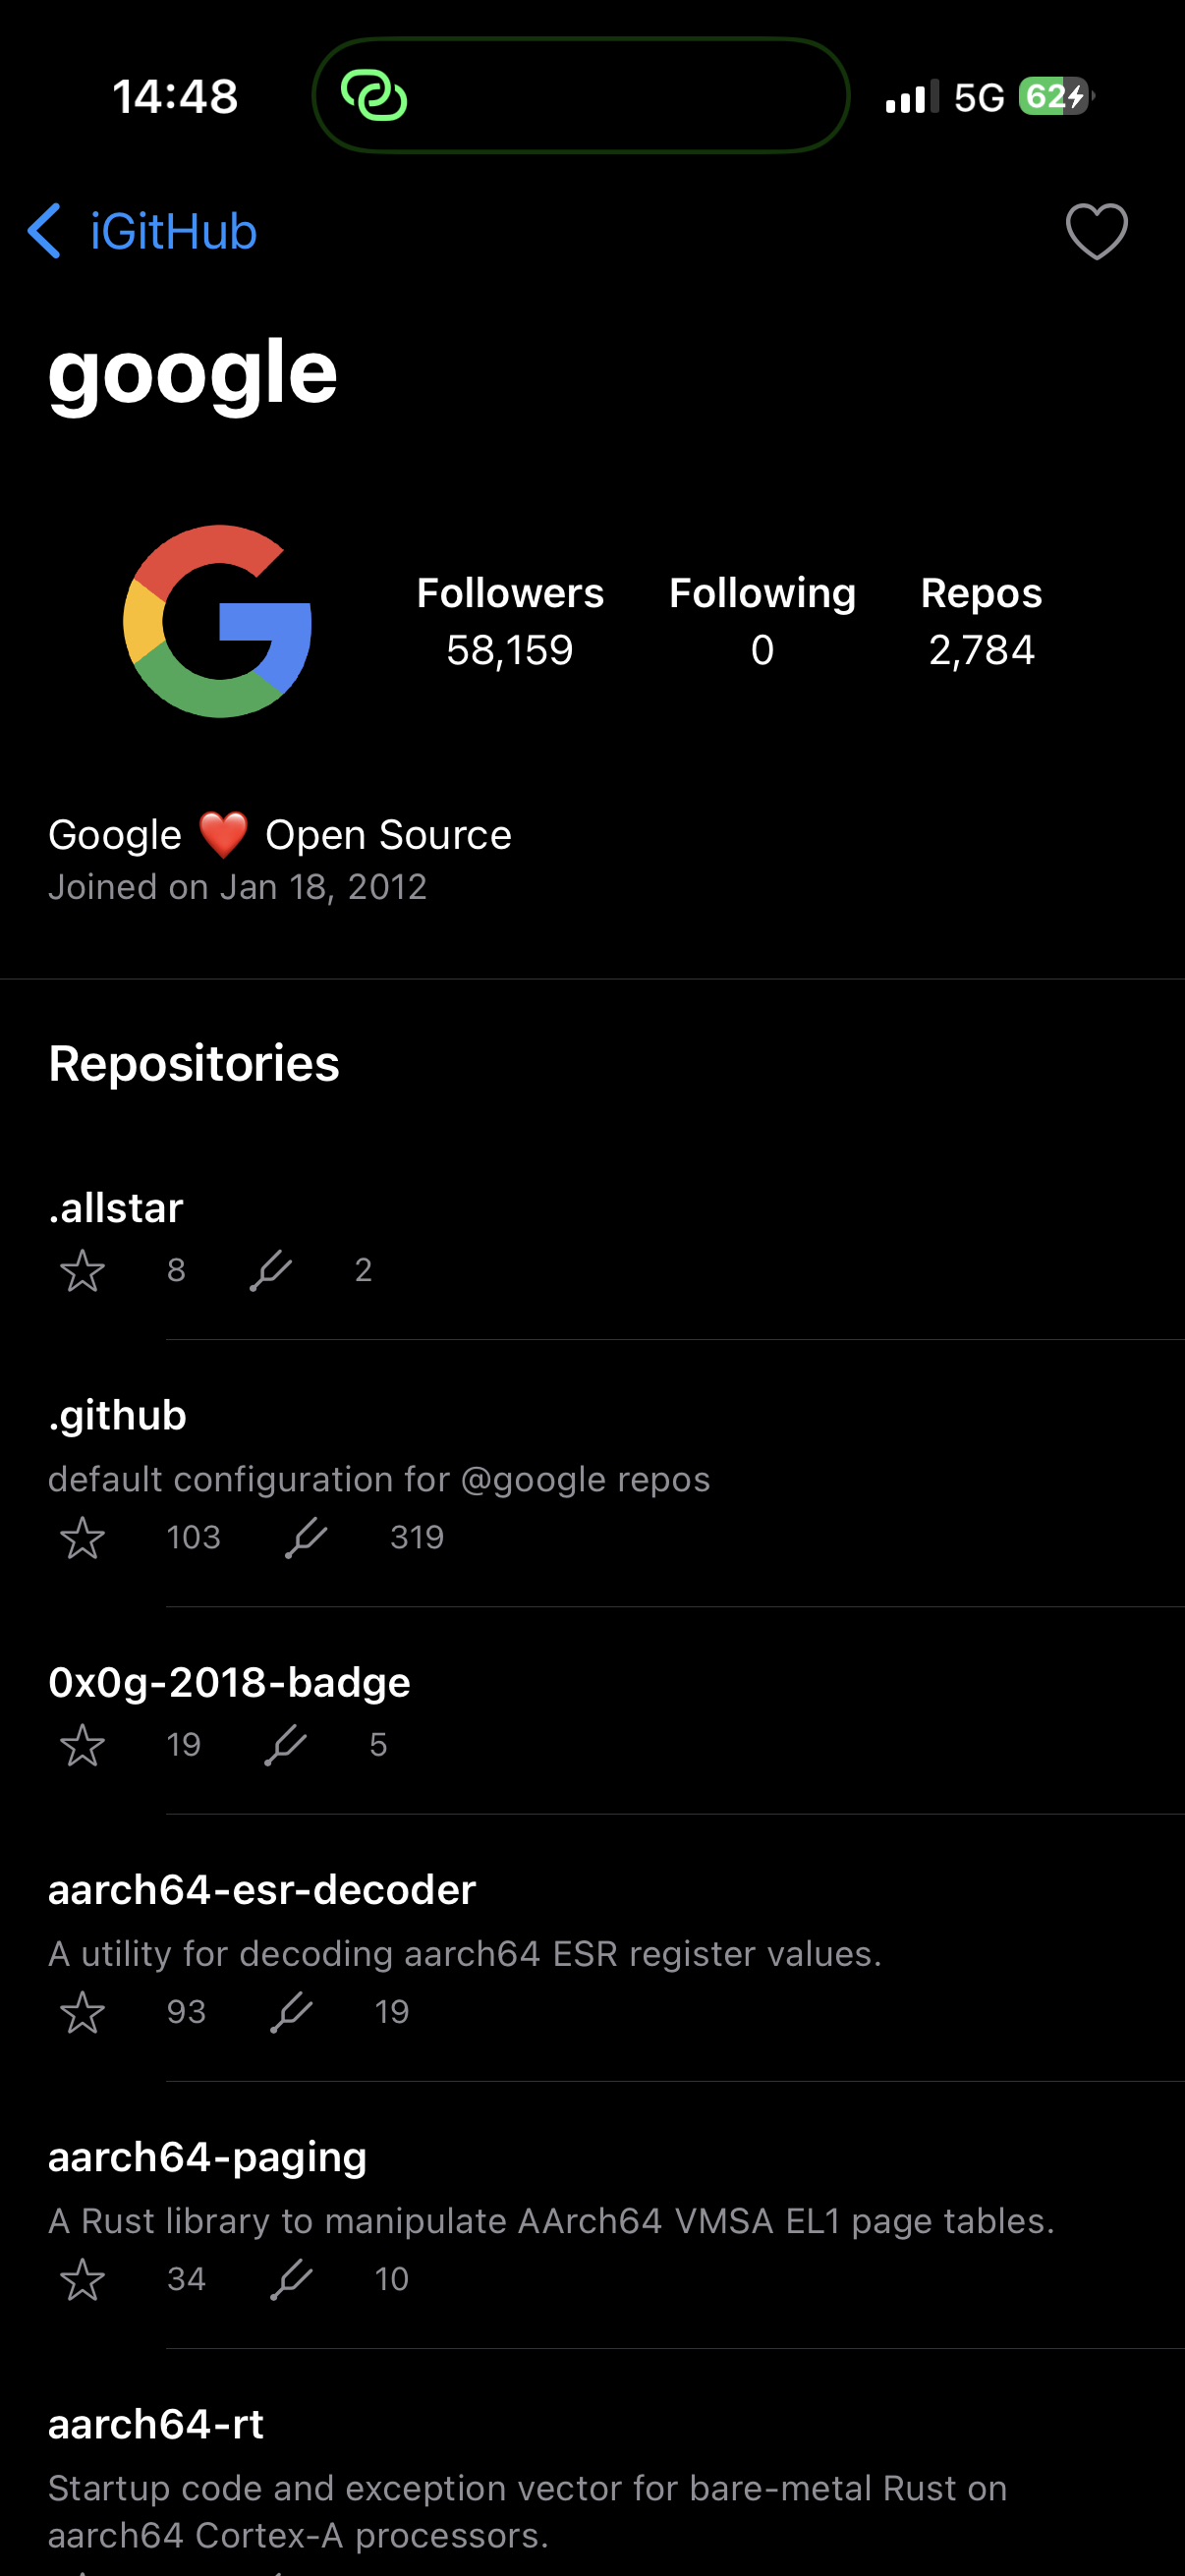 14:48
5G
62
iGitHub
google
Followers Following Repos
58,159 0 2,784
Google ❤️ Open Source
Joined on Jan 18, 2012
Repositories
.allstar
8 2
.github
default configuration for @google repos
103 319
0x0g-2018-badge
19 5
aarch64-esr-decoder
A utility for decoding aarch64 ESR register values.
93 19
aarch64-paging
A Rust library to manipulate AArch64 VMSA EL1 page tables.
34 10
aarch64-rt
Startup code and exception vector for bare-metal Rust on
aarch64 Cortex-A processors.